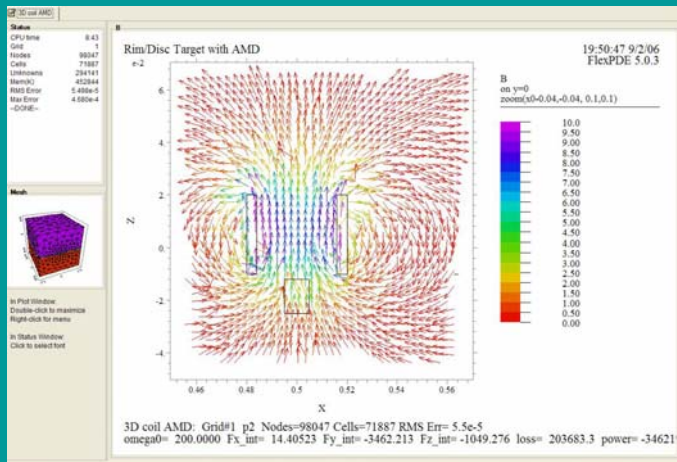 3D coil AMD
Status
CPU time 8:43
Grid 1
Nodes 98047
Cells 71887
Unknowns 294141
Mem(K) 452844
RMS Error 5.486e-5
Max Error 4.680e-4
--DONE--
Mesh
In Plot Window:
Double-click to maximize
Right-click for menu
In Status Window:
Click to select font
B
Rim/Disc Target with AMD
19:50:47 9/2/06
FlexPDE 5.0.3
e-2
B
on y=0
zoom(x0-0.04,-0.04, 0.1,0.1)
10.0
9.50
9.00
8.50
8.00
7.50
7.00
6.50
6.00
5.50
5.00
4.50
4.00
3.50
3.00
2.50
2.00
1.50
1.00
0.50
0.00
6.
4.
2.
0.
-2.
-4.
Z
0.46 0.48 0.5 0.52 0.54 0.56
X
3D coil AMD: Grid#1 p2 Nodes=98047 Cells=71887 RMS Err= 5.5e-5
omega0= 200.0000 Fx_int= 14.40523 Fy_int= -3462.213 Fz_int= -1049.276 loss= 203683.3 power= -34621